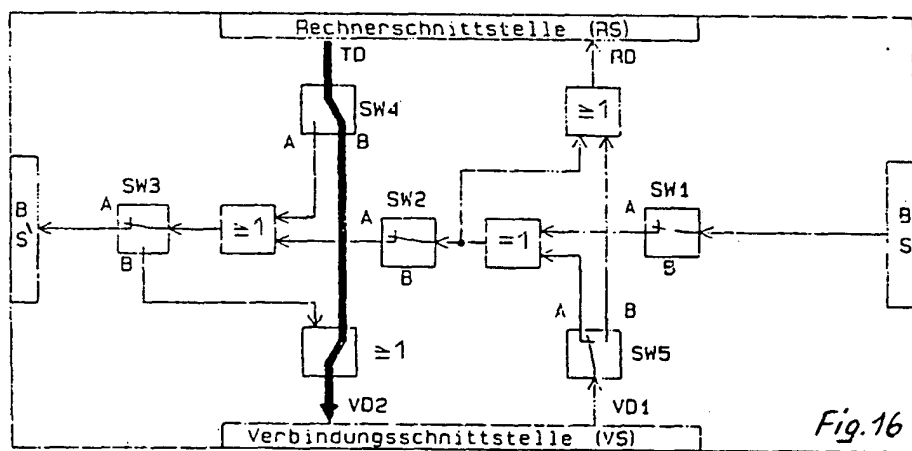 Rechnerschnittstelle (RS)
TD
RD
SW4
≥1
A
B
B
S'
SW3
A
B
≥1
SW2
A
B
=1
SW1
A
B
B
S
A
B
≥1
SW5
VD2
VD1
Verbindungsschnittstelle (VS)
Fig.16